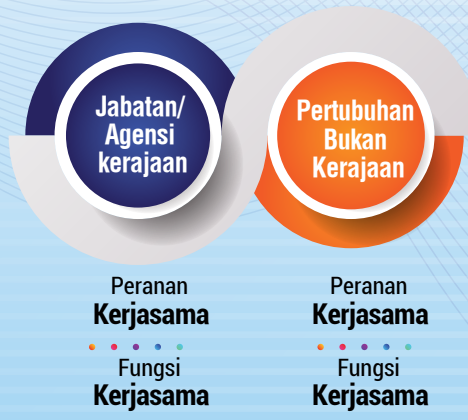 Jabatan/
Agensi
kerajaan
Pertubuhan
Bukan
Kerajaan
Peranan
Kerjasama
Fungsi
Kerjasama
Peranan
Kerjasama
Fungsi
Kerjasama